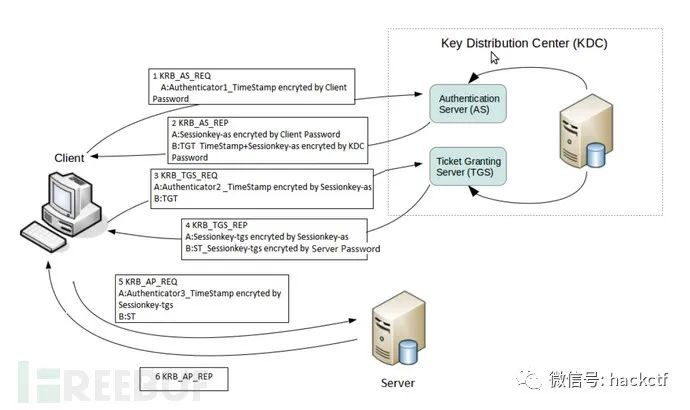 Key Distribution Center (KDC)
1 KRB_AS_REQ
A:Authenticator1_TimeStamp encryted by Client
Password
Authentication
Server (AS)
2 KRB_AS_REP
A:Sessionkey-as encryted by Client Password
B:TGT TimeStamp+Sessionkey-as encryted by KDC
Password
Client
3 KRB_TGS_REQ
A:Authenticator2 _TimeStamp encryted by Sessionkey-as
B:TGT
Ticket Granting
Server (TGS)
4 KRB_TGS_REP
A:Sessionkey-tgs enryted by Sessionkey-as
B:ST_Sessionkey-tgs encryted by Server Password
5 KRB_AP_REQ
A:Authenticator3_TimeStamp encryted by
Sessionkey-tgs
B:ST
6 KRB_AP_REP
Server
FREEBUF
微信号: hackctf